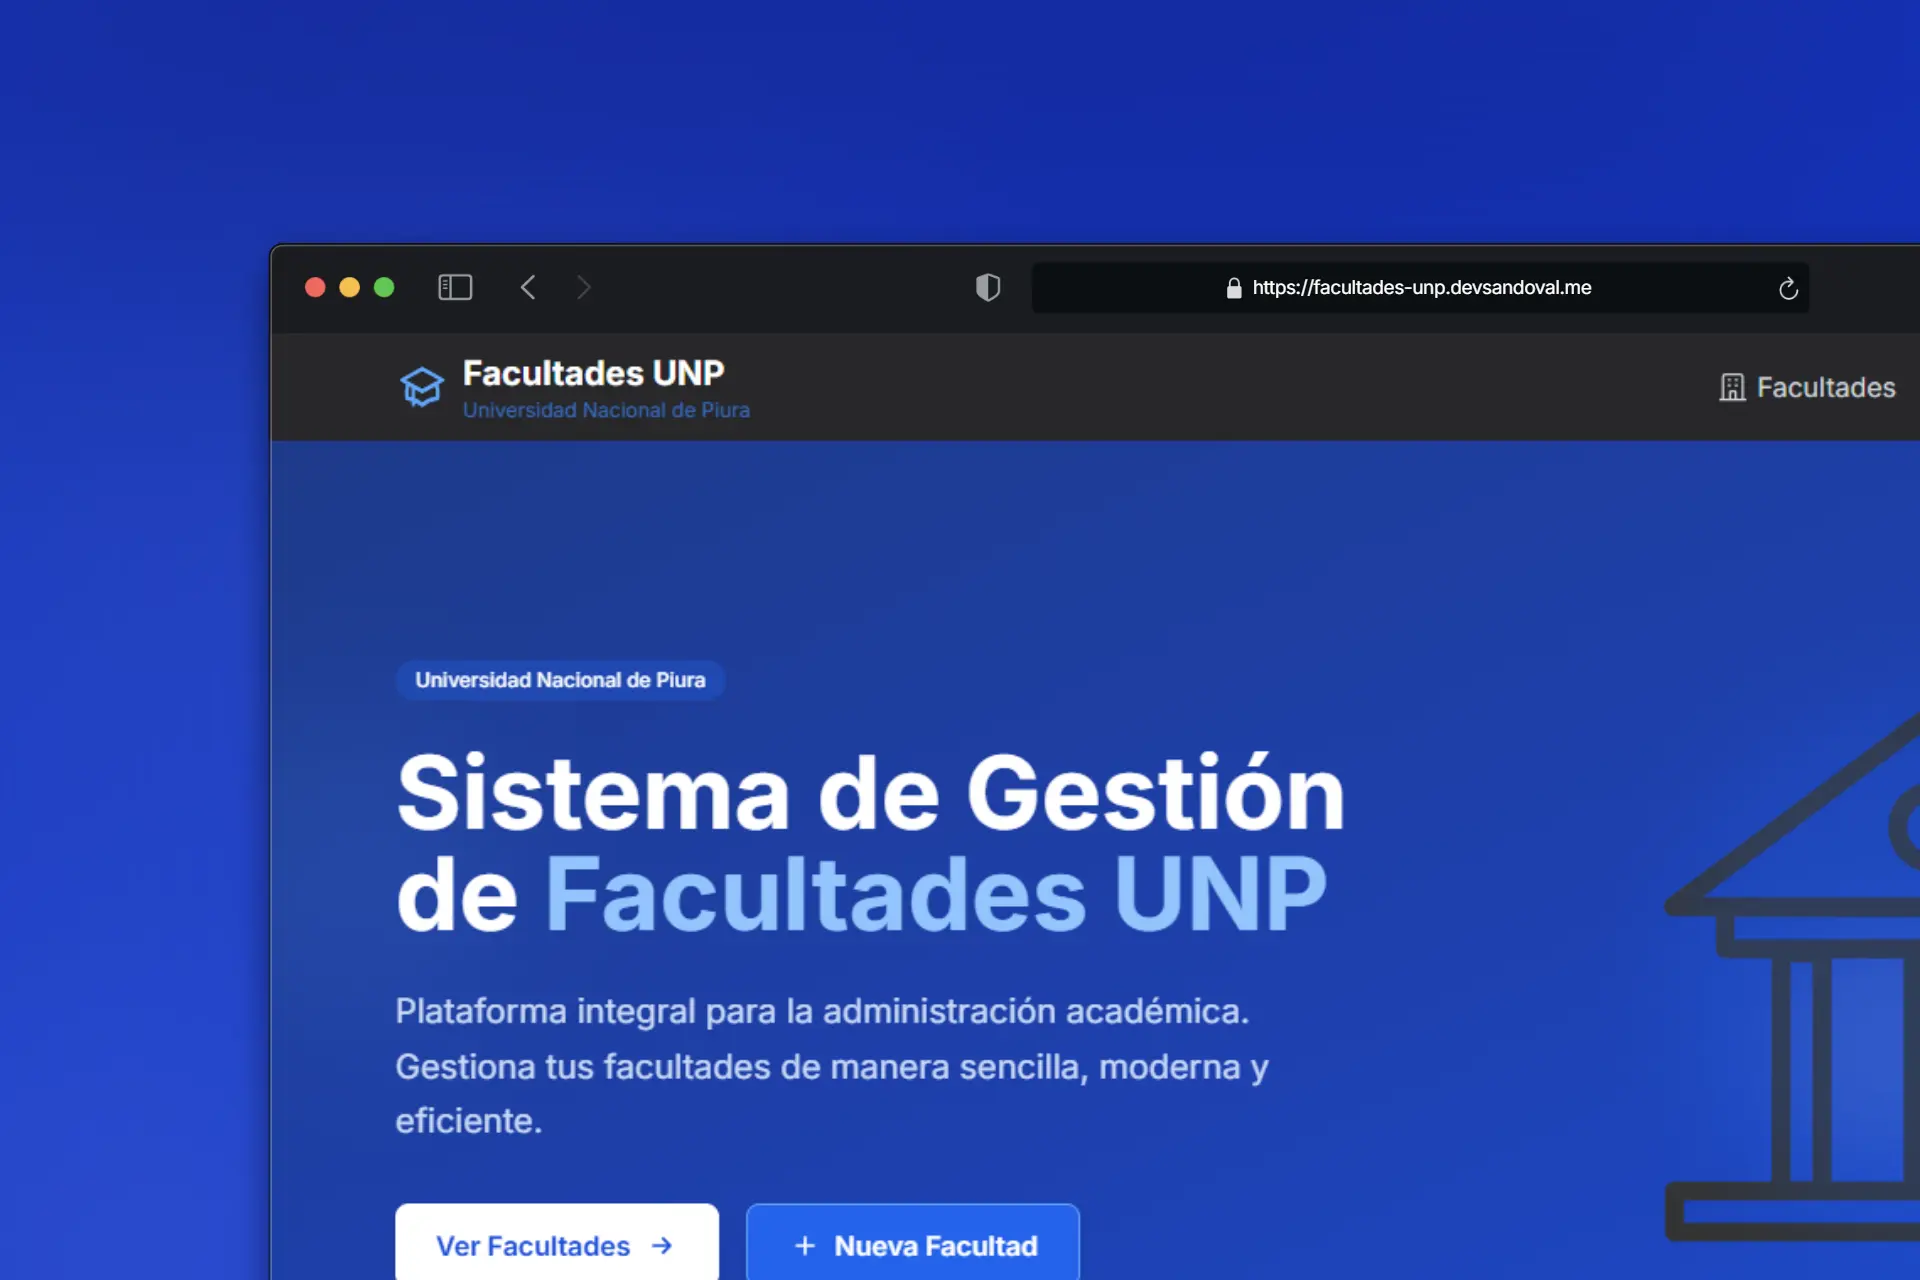 https://facultades-unp.devsandoval.me
Facultades UNP
Universidad Nacional de Piura
Facultades
Universidad Nacional de Piura
Sistema de Gestión
de Facultades UNP
Plataforma integral para la administración académica.
Gestiona tus facultades de manera sencilla, moderna y
eficiente.
Ver Facultades →
+ Nueva Facultad